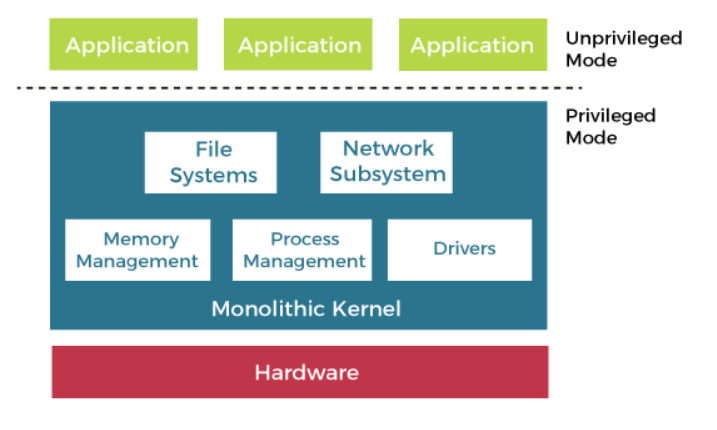 Application
Application
Application
Unprivileged
Mode
Privileged
Mode
File
Systems
Network
Subsystem
Memory
Management
Process
Management
Drivers
Monolithic Kernel
Hardware